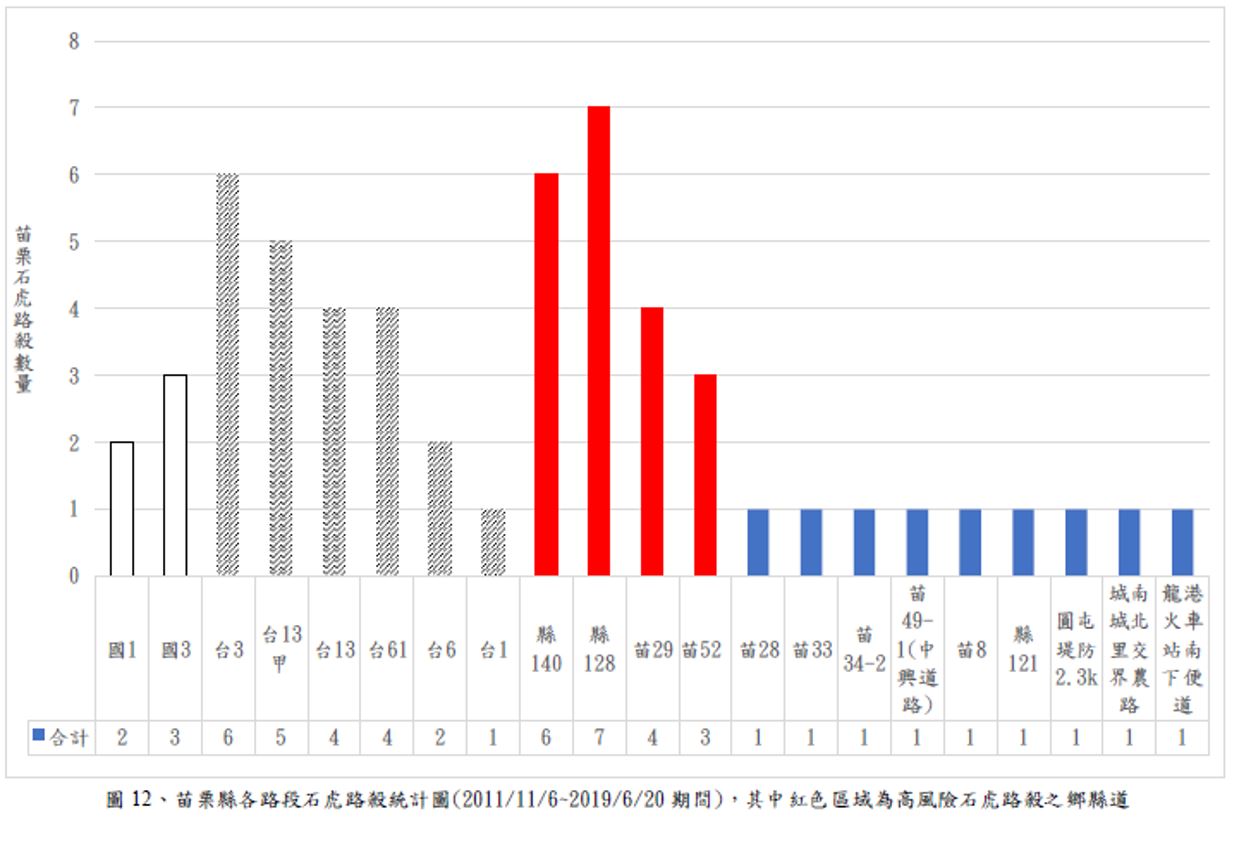 8
7
6
5
4
3
2
1
0
苗栗石虎路殺數量
國1
國3
台3
台13
甲
台13
台61
台6
台1
縣
140
縣
128
苗29
苗52
苗28
苗33
苗
34-2
苗
49-
1(中
興道
路)
苗8
縣
121
圓屯
堤防
2.3k
城南
城北
里交
界農
路
龍港
火車
站南
下便
道
合計 2 3 6 5 4 4 2 1 6 7 4 3 1 1 1 1 1 1 1 1 1
圖 12、苗栗縣各路段石虎路殺統計圖(2011/11/6~2019/6/20 期間)，其中紅色區域為高風險石虎路殺之鄉縣道